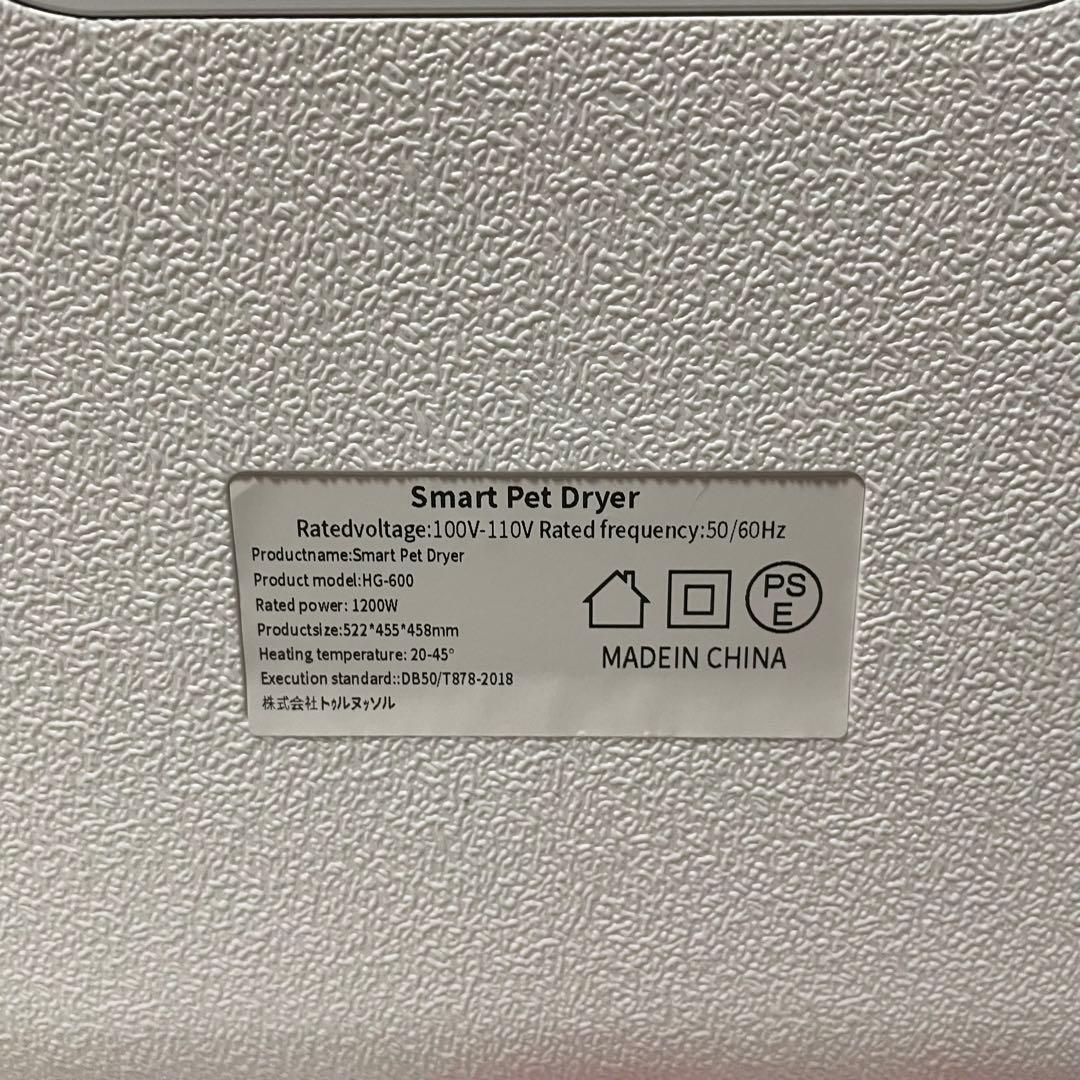 Smart Pet Dryer
Ratedvoltage:100V-110V Rated frequency:50/60Hz
Productname:Smart Pet Dryer
Product model:HG-600
Rated power: 1200W
Productsize:522*455*458mm
Heating temperature: 20-45°
Execution standard::DB50/T878-2018
株式会社トゥルヌッソル
PS
E
MADEIN CHINA